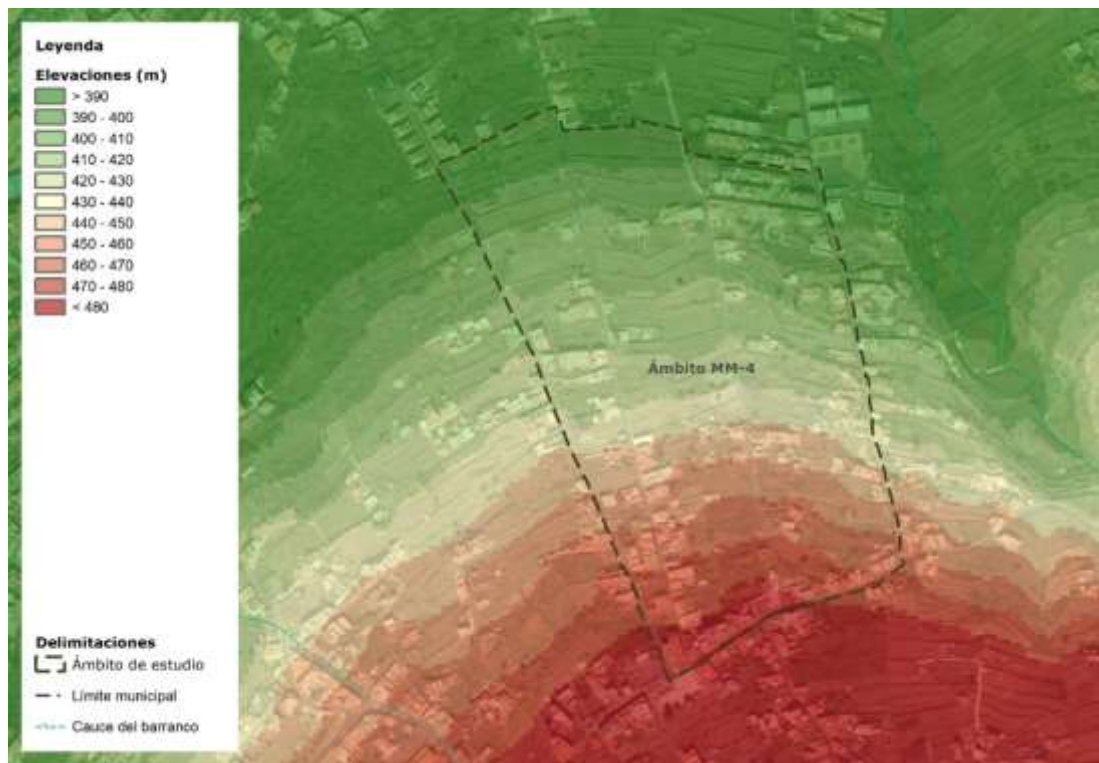 Leyenda
Elevaciones (m)
> 390
390 - 400
400 - 410
410 - 420
420 - 430
430 - 440
440 - 450
450 - 460
460 - 470
470 - 480
< 480
Ámbito MM-4
Delimitaciones
Ámbito de estudio
Límite municipal
Cauce del barranco